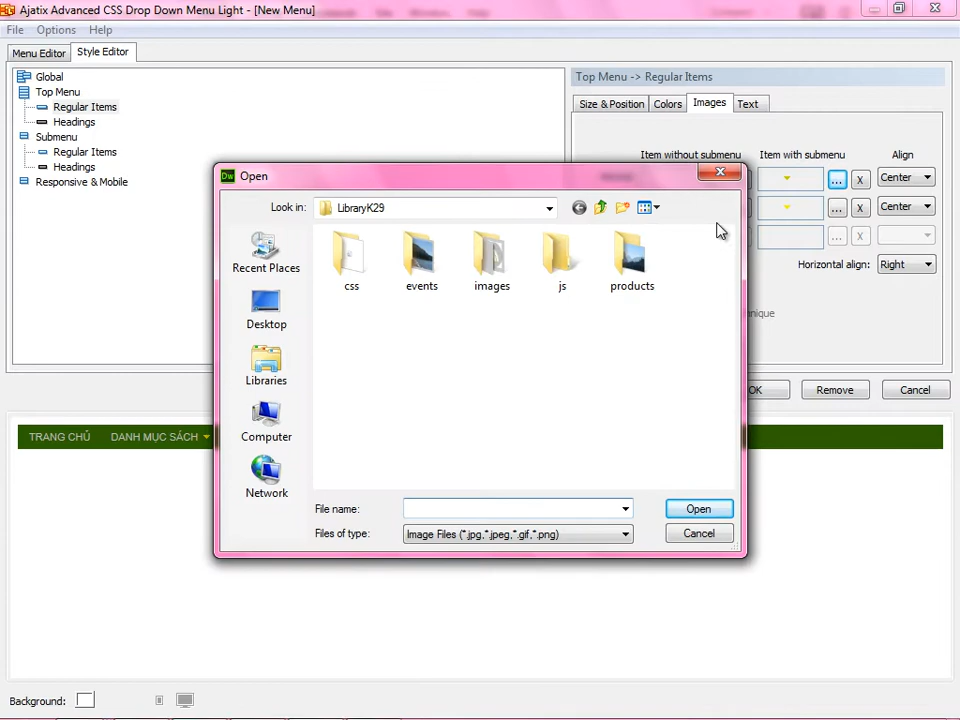 Ajatix Advanced CSS Drop Down Menu Light - [New Menu]
File Options Help
Menu Editor Style Editor
Global
Top Menu
Regular Items
Headings
Submenu
Regular Items
Headings
Responsive & Mobile
Top Menu -> Regular Items
Size & Position Colors Images Text
Item without submenu Item with submenu Align
... X Center
... X Center
... X
Horizontal align: Right
Open
Look in: LibraryK29
Recent Places
Desktop
Libraries
Computer
Network
css events images js products
File name: Open
Files of type: Image Files (*.jpg,*.jpeg,*.gif,*.png) Cancel
OK Remove Cancel
TRANG CHỦ DANH MỤC SÁCH
Background: